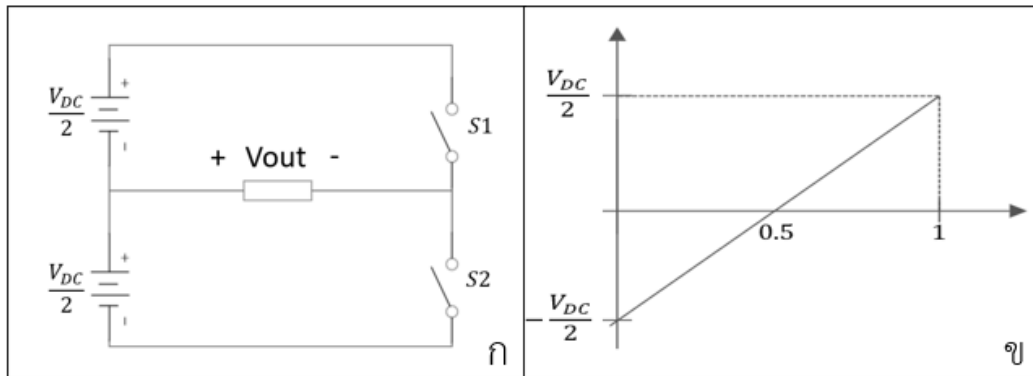 V_DC/2
+
-
S1
+ Vout -
V_DC/2
+
-
S2
ก
V_DC/2
0.5
1
-V_DC/2
ข